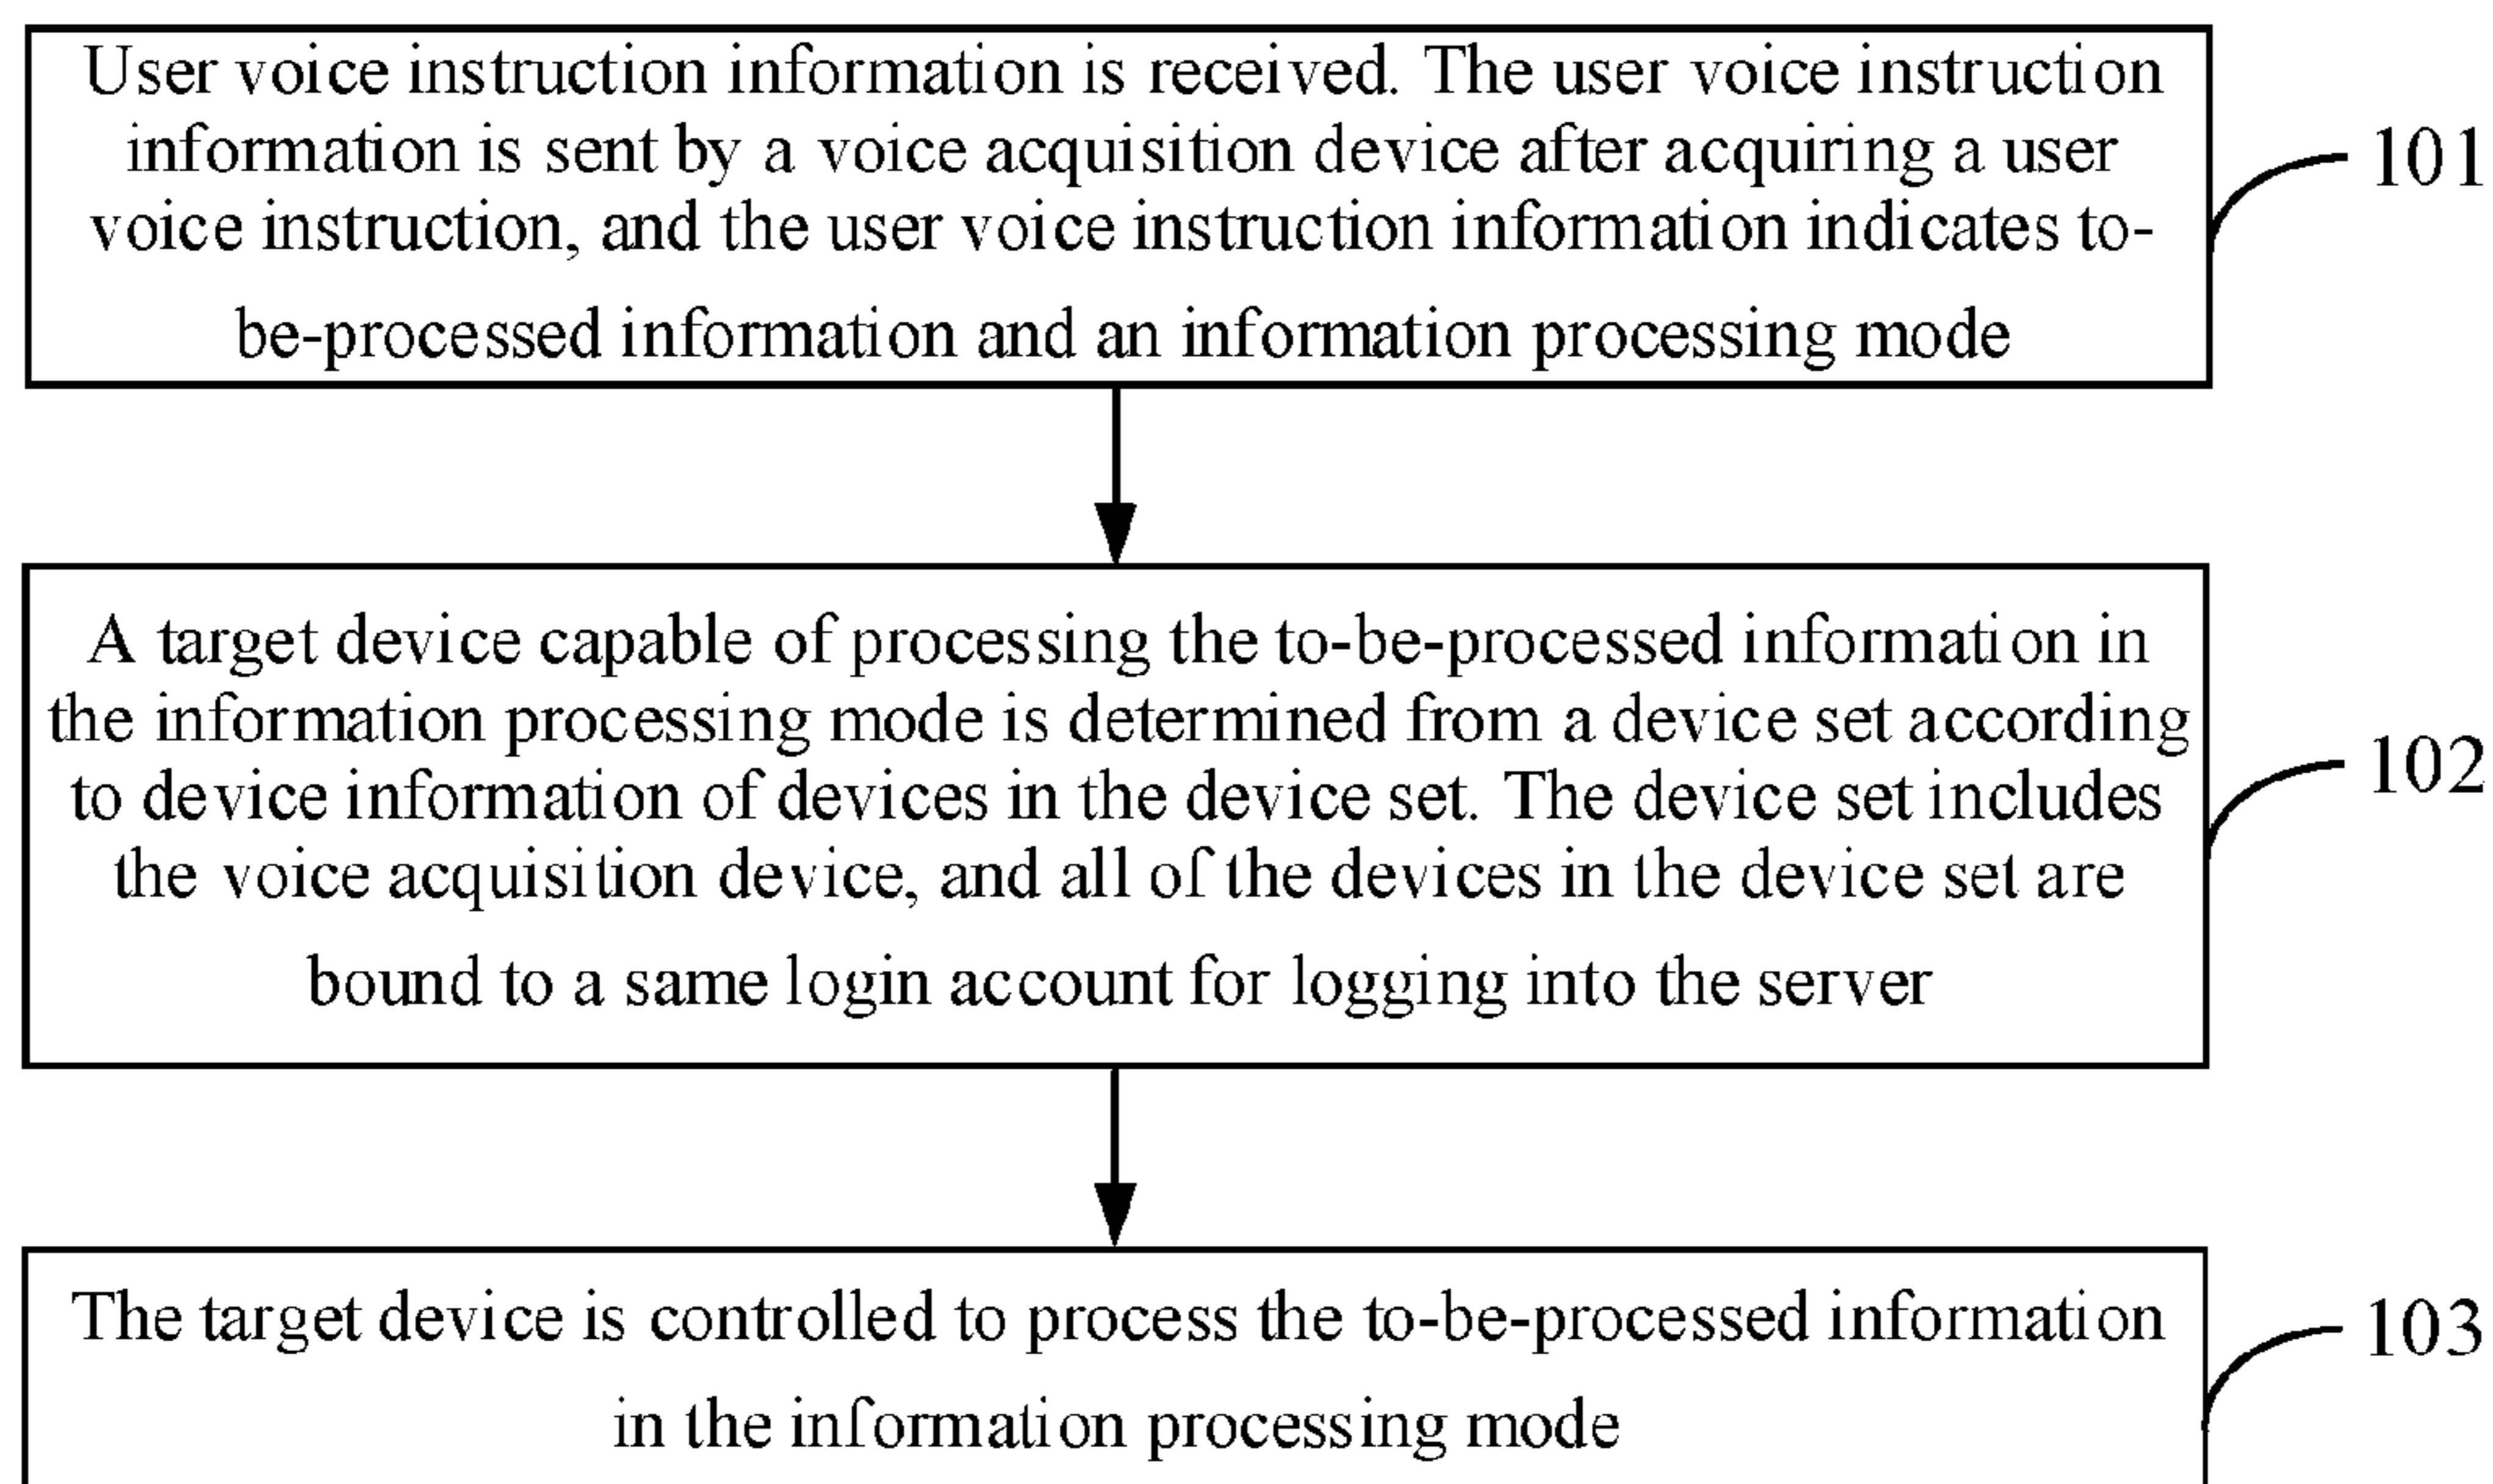 User voice instruction information is received. The user voice instruction
information is sent by a voice acquisition device after acquiring a user
voice instruction, and the user voice instruction information indicates to-
be-processed information and an information processing mode
101
A target device capable of processing the to-be-processed information in
the information processing mode is determined from a device set according
to device information of devices in the device set. The device set includes
the voice acquisition device, and all of the devices in the device set are
bound to a same login account for logging into the server
102
The target device is controlled to process the to-be-processed information
in the information processing mode
103